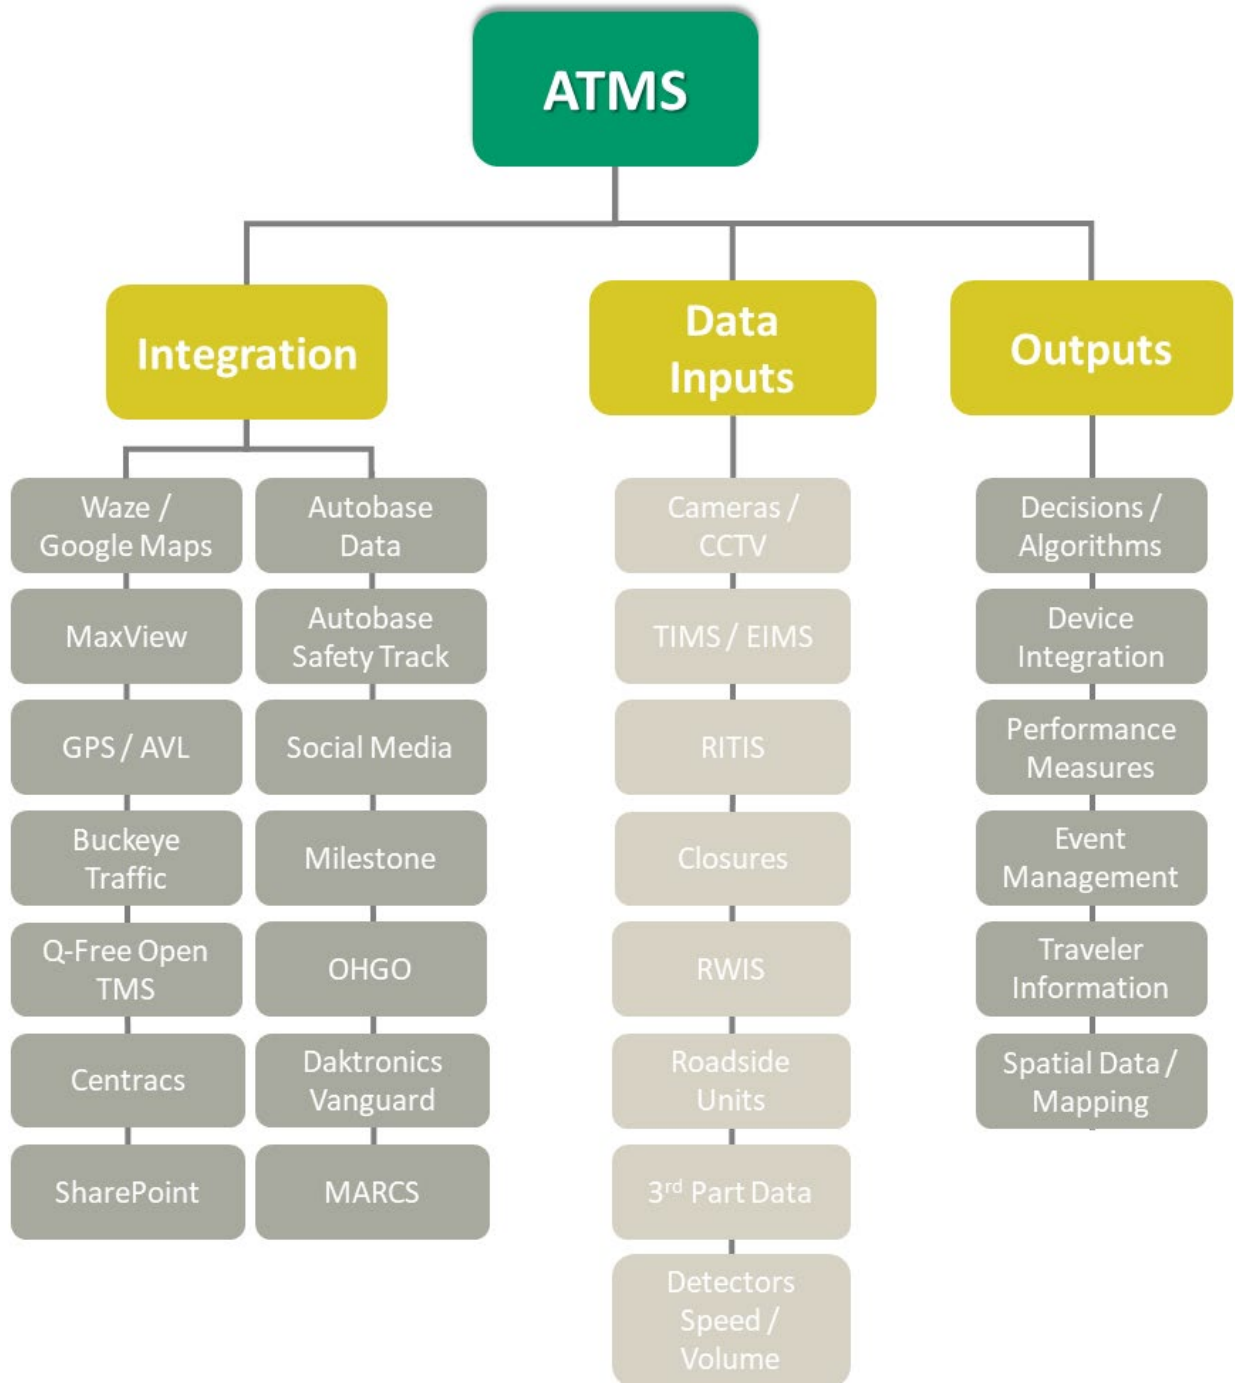 ATMS
Integration
Waze /
Google Maps
MaxView
GPS / AVL
Buckeye
Traffic
Q-Free Open
TMS
Centracs
SharePoint
Autobase
Data
Autobase
Safety Track
Social Media
Milestone
OHGO
Daktronics
Vanguard
MARCS
Data
Inputs
Cameras /
CCTV
TIMS / EIMS
RITIS
Closures
RWIS
Roadside
Units
3rd Part Data
Detectors
Speed /
Volume
Outputs
Decisions /
Algorithms
Device
Integration
Performance
Measures
Event
Management
Traveler
Information
Spatial Data /
Mapping